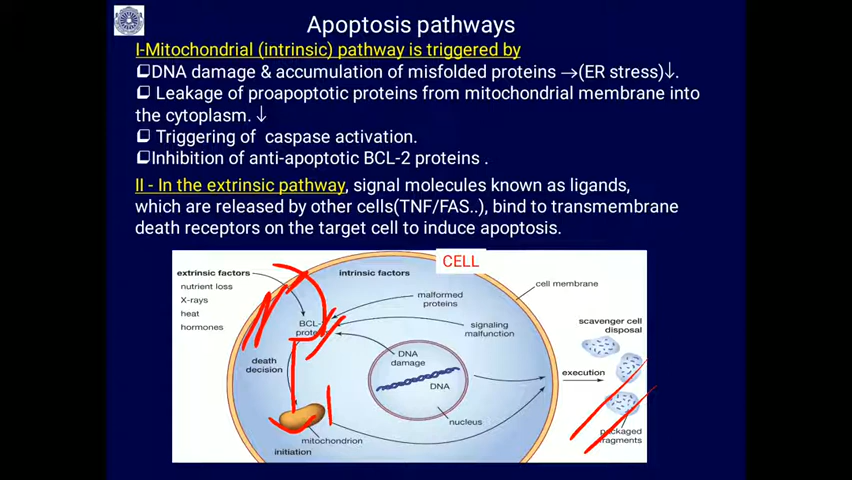 Apoptosis pathways
I-Mitochondrial (intrinsic) pathway is triggered by
❑DNA damage & accumulation of misfolded proteins →(ER stress)↓.
❑ Leakage of proapoptotic proteins from mitochondrial membrane into
the cytoplasm. ↓
❑ Triggering of caspase activation.
❑Inhibition of anti-apoptotic BCL-2 proteins .
II - In the extrinsic pathway, signal molecules known as ligands,
which are released by other cells(TNF/FAS..), bind to transmembrane
death receptors on the target cell to induce apoptosis.
CELL
extrinsic factors
nutrient loss
X-rays
heat
hormones
intrinsic factors
cell membrane
malformed
proteins
signaling
malfunction
BCL-
DNA
damage
DNA
nucleus
death
decision
mitochondrion
initiation
execution
scavenger cell
disposal
packaged
fragments